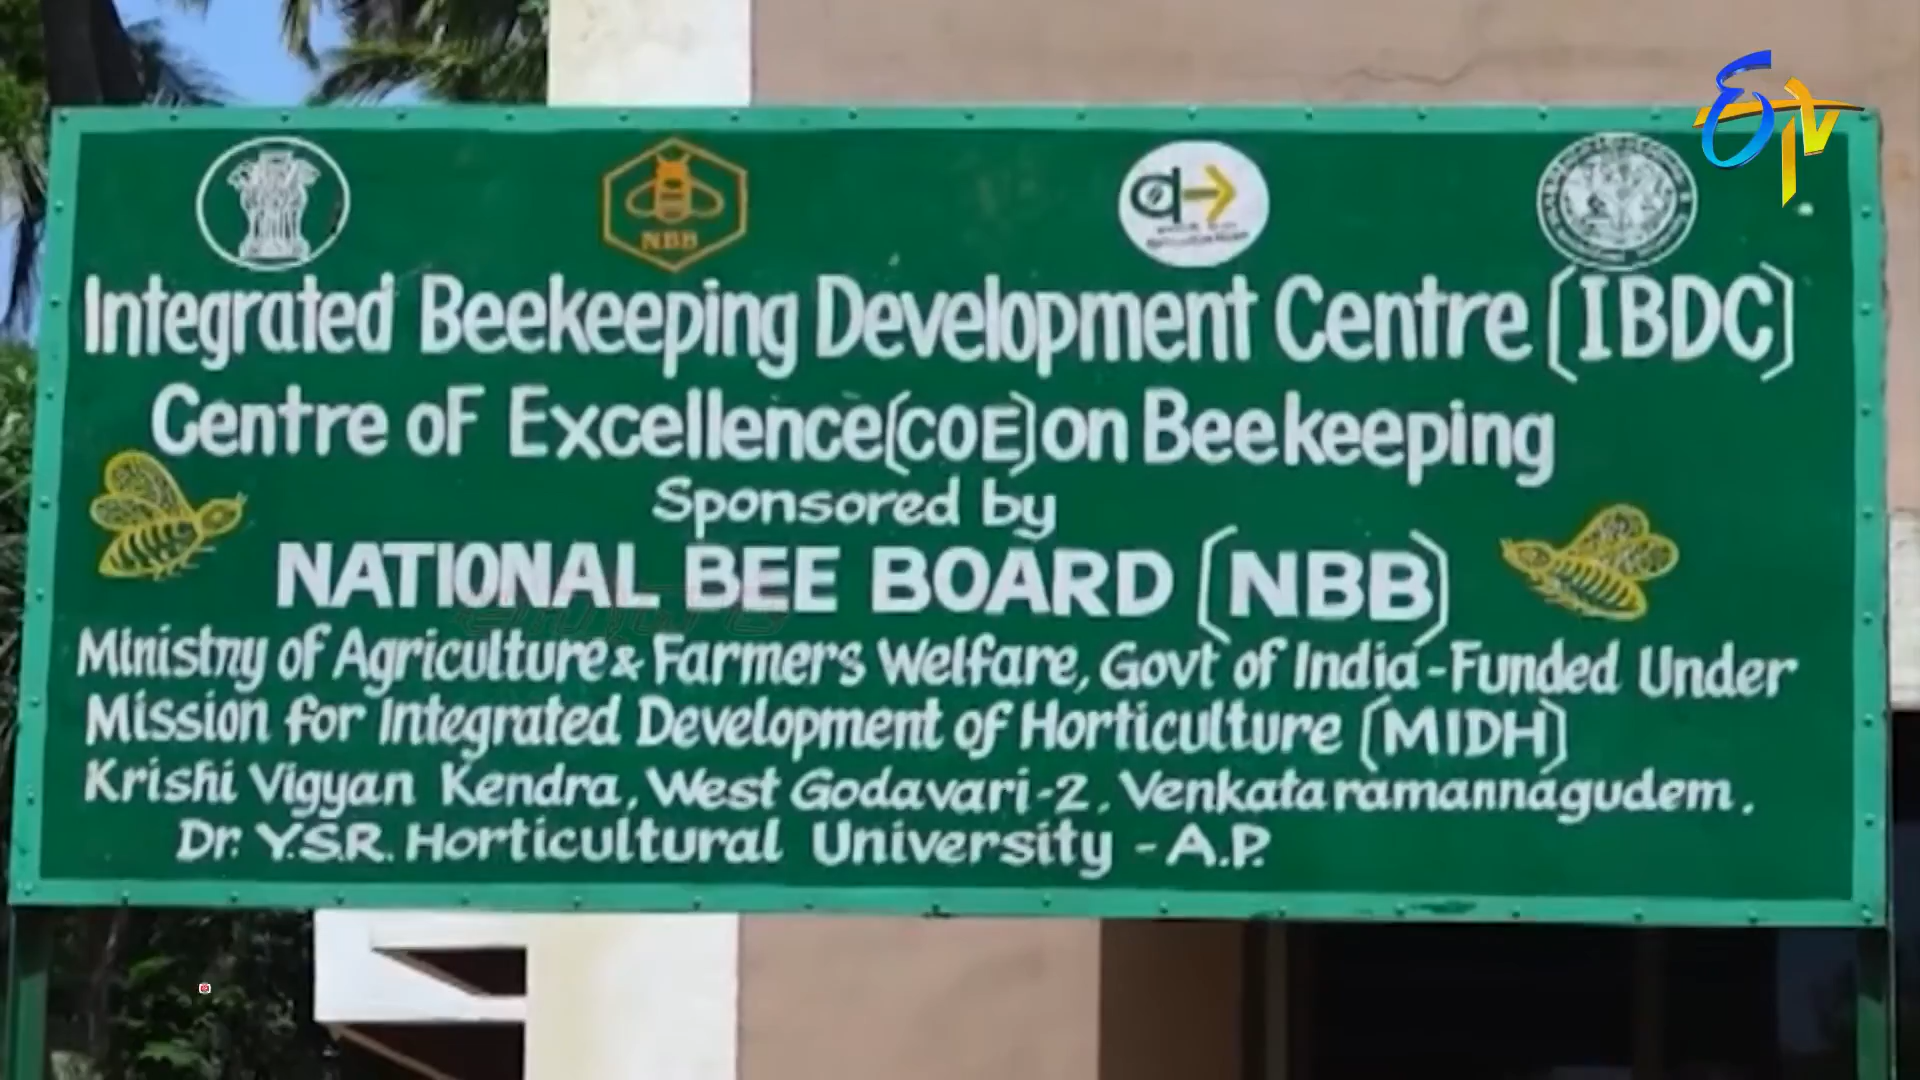 ETV
NBB
Integrated Beekeeping Development Centre (IBDC)
Centre of Excellence (COE) on Beekeeping
Sponsored by
NATIONAL BEE BOARD (NBB)
Ministry of Agriculture & Farmer's Welfare, Govt of India - Funded Under
Mission for Integrated Development of Horticulture (MIDH)
Krishi Vigyan Kendra, West Godavari-2, Venkataramannagudem.
Dr. Y.S.R. Horticultural University - A.P.